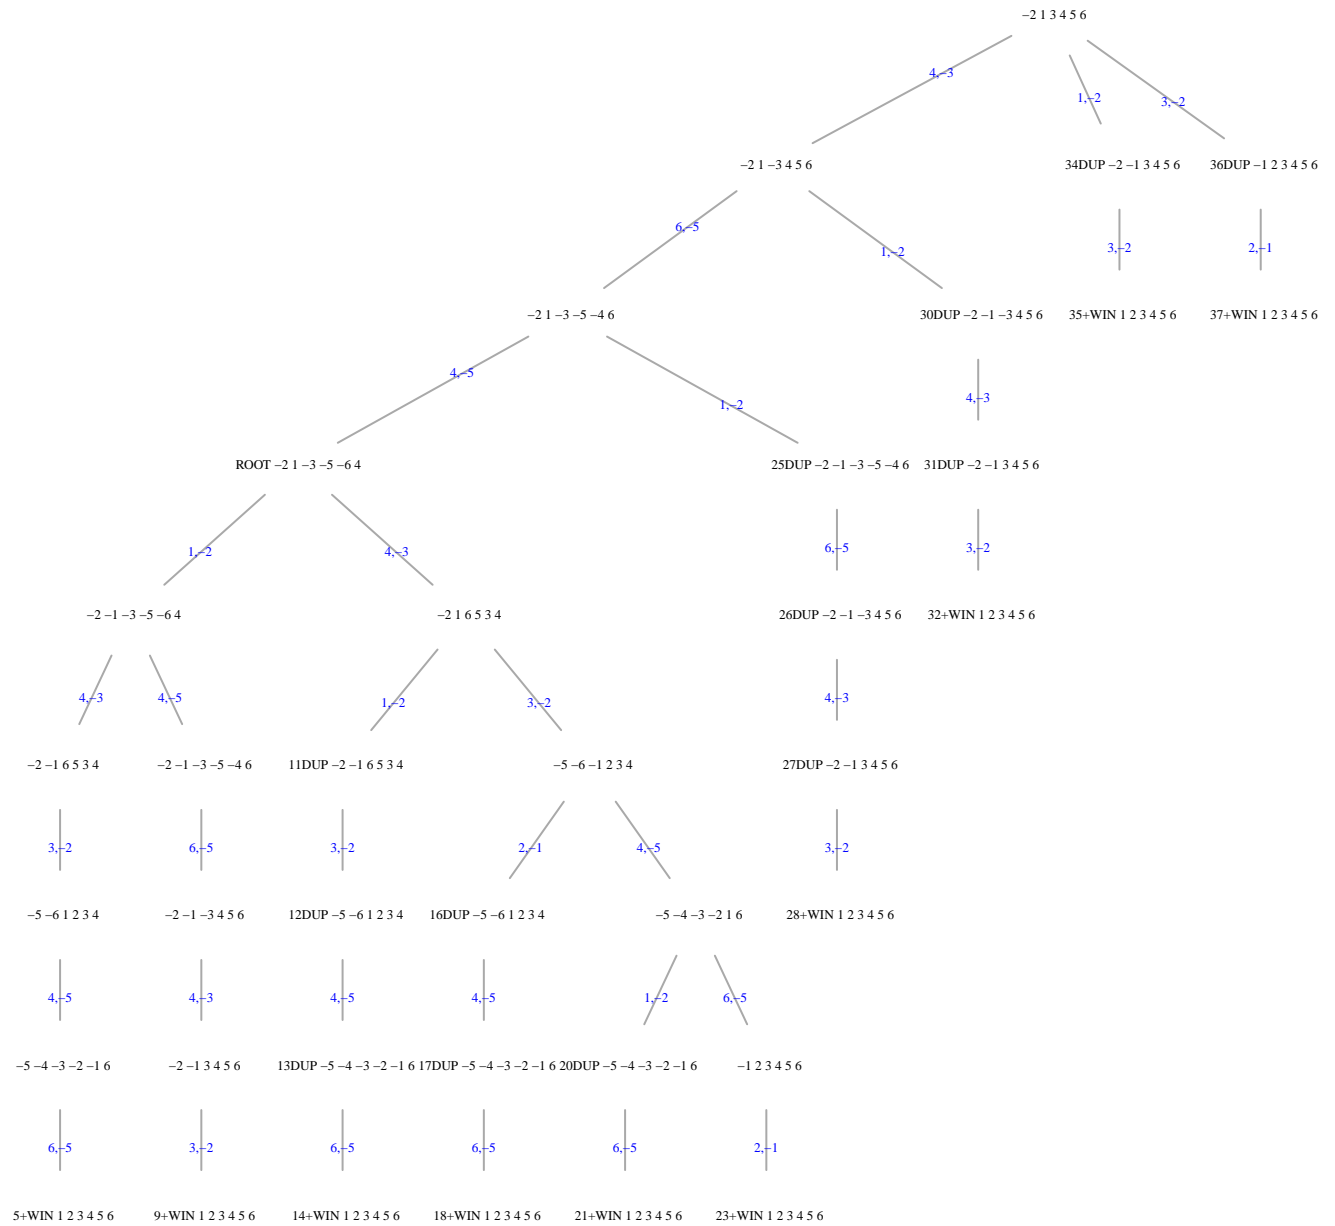 −2 1 3 4 5 6
4,−3
1,−2
3,−2
−2 1 −3 4 5 6
34DUP −2 −1 3 4 5 6
36DUP −1 2 3 4 5 6
6,−5
1,−2
3,−2
2,−1
−2 1 −3 −5 −4 6
30DUP −2 −1 −3 4 5 6
35+WIN 1 2 3 4 5 6
37+WIN 1 2 3 4 5 6
4,−5
1,−2
4,−3
ROOT −2 1 −3 −5 −6 4
25DUP −2 −1 −3 −5 −4 6
31DUP −2 −1 3 4 5 6
1,−2
4,−3
6,−5
3,−2
−2 −1 −3 −5 −6 4
−2 1 6 5 3 4
26DUP −2 −1 −3 4 5 6
32+WIN 1 2 3 4 5 6
4,−3
4,−5
1,−2
3,−2
4,−3
−2 −1 6 5 3 4
−2 −1 −3 −5 −4 6
11DUP −2 −1 6 5 3 4
−5 −6 −1 2 3 4
27DUP −2 −1 3 4 5 6
3,−2
6,−5
3,−2
2,−1
4,−5
3,−2
−5 −6 1 2 3 4
−2 −1 −3 4 5 6
12DUP −5 −6 1 2 3 4
16DUP −5 −6 1 2 3 4
−5 −4 −3 −2 1 6
28+WIN 1 2 3 4 5 6
4,−5
4,−3
4,−5
4,−5
1,−2
6,−5
−5 −4 −3 −2 −1 6
−2 −1 3 4 5 6
13DUP −5 −4 −3 −2 −1 6
17DUP −5 −4 −3 −2 −1 6
20DUP −5 −4 −3 −2 −1 6
−1 2 3 4 5 6
6,−5
3,−2
6,−5
6,−5
6,−5
2,−1
5+WIN 1 2 3 4 5 6
9+WIN 1 2 3 4 5 6
14+WIN 1 2 3 4 5 6
18+WIN 1 2 3 4 5 6
21+WIN 1 2 3 4 5 6
23+WIN 1 2 3 4 5 6